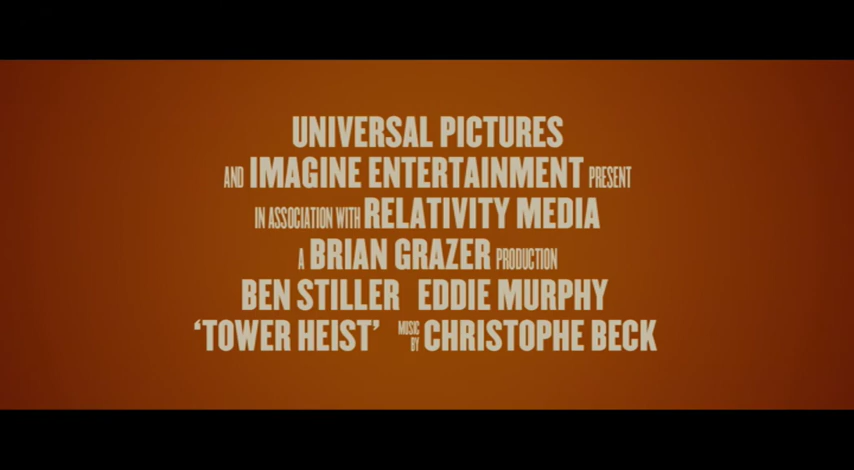 UNIVERSAL PICTURES
AND IMAGINE ENTERTAINMENT PRESENT
IN ASSOCIATION WITH RELATIVITY MEDIA
A BRIAN GRAZER PRODUCTION
BEN STILLER EDDIE MURPHY
‘TOWER HEIST’ MUSIC BY CHRISTOPHE BECK